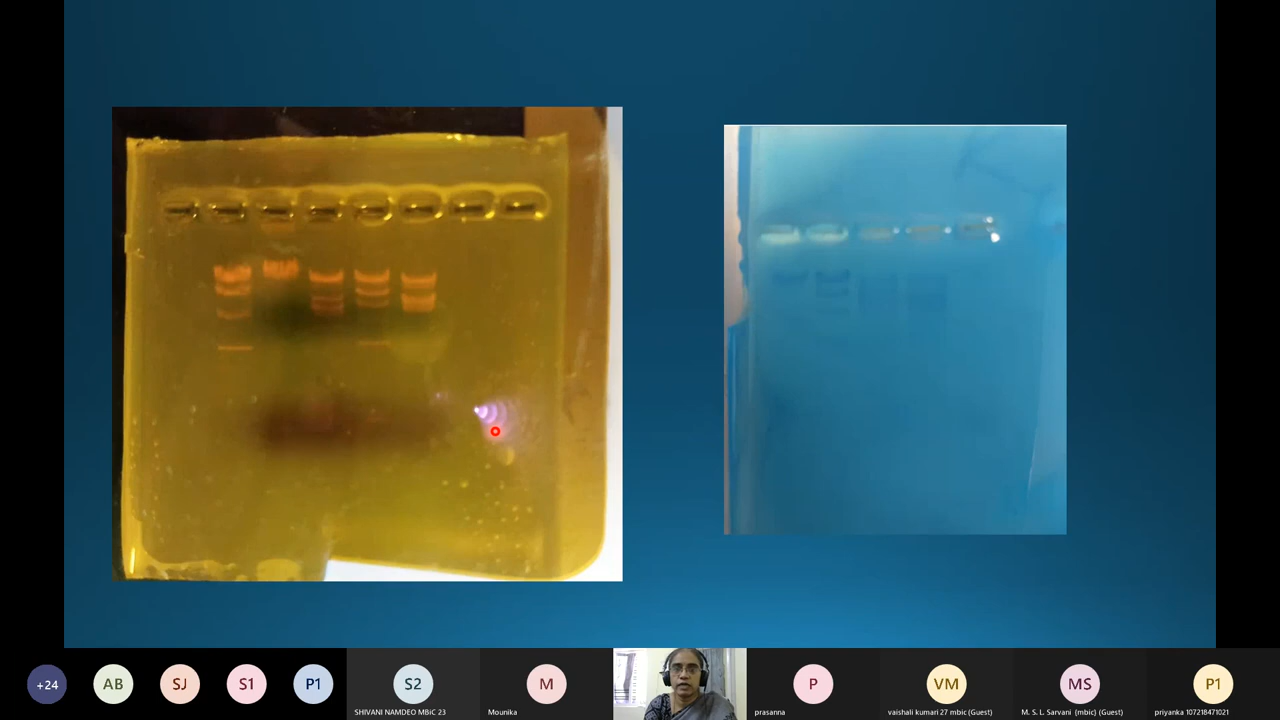 +24
AB
SJ
S1
P1
S2
SHIVANI NAMDEO MBiC 23
M
Mounika
P
prasanna
VM
vaishali kumari 27 mbic (Guest)
MS
M. S. L. Sarvani (mbic) (Guest)
P1
priyanka 107218471021